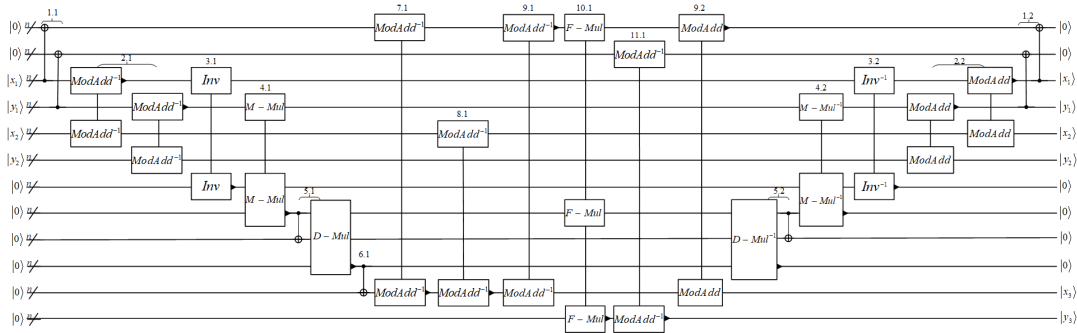 7.1 9.1 10.1 9.2
1.1 1,2
|0⟩ n ModAdd⁻¹ ModAdd⁻¹ F − Mul ModAdd |0⟩
11.1
|0⟩ ModAdd⁻¹ |0⟩
2,1 3.1 3.2 2,2
|x₁⟩ n ModAdd⁻¹ Inv Inv⁻¹ ModAdd |x₁⟩
4.1 4.2
|y₁⟩ n ModAdd⁻¹ M − Mul M − Mul⁻¹ ModAdd |y₁⟩
8.1
|x₂⟩ n ModAdd⁻¹ ModAdd⁻¹ ModAdd |x₂⟩
|y₂⟩ n ModAdd⁻¹ ModAdd |y₂⟩
|0⟩ n Inv M − Mul M − Mul⁻¹ Inv⁻¹ |0⟩
5,1 5,2
|0⟩ n F − Mul |0⟩
|0⟩ n D − Mul D − Mul⁻¹ |0⟩
6.1
|0⟩ n |0⟩
|0⟩ n ModAdd⁻¹ ModAdd⁻¹ ModAdd⁻¹ ModAdd |x₃⟩
|0⟩ n F − Mul ModAdd⁻¹ |y₃⟩